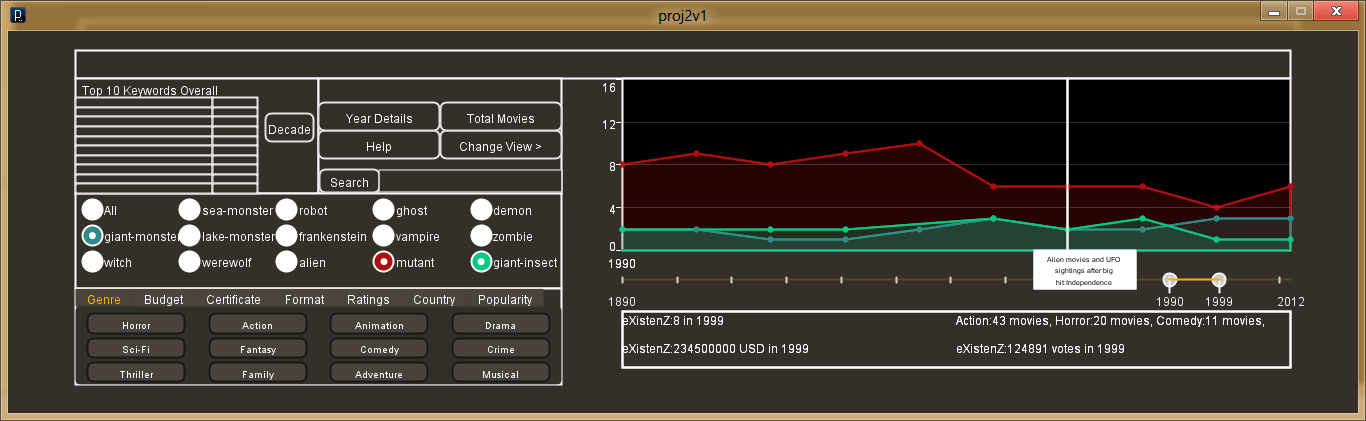 proj2v1
Top 10 Keywords Overall
Decade
Year Details
Total Movies
Help
Change View >
Search
All
sea-monster
robot
ghost
demon
giant-monster
lake-monster
frankenstein
vampire
zombie
witch
werewolf
alien
mutant
giant-insect
Genre Budget Certificate Format Ratings Country Popularity
Horror
Action
Animation
Drama
Sci-Fi
Fantasy
Comedy
Crime
Thriller
Family
Adventure
Musical
16
12
8
4
0
1990
Alien movies and UFO
sightings after big
hit:Independence
1890
1990
1999
2012
eXistenZ:8 in 1999
Action:43 movies, Horror:20 movies, Comedy:11 movies,
eXistenZ:234500000 USD in 1999
eXistenZ:124891 votes in 1999